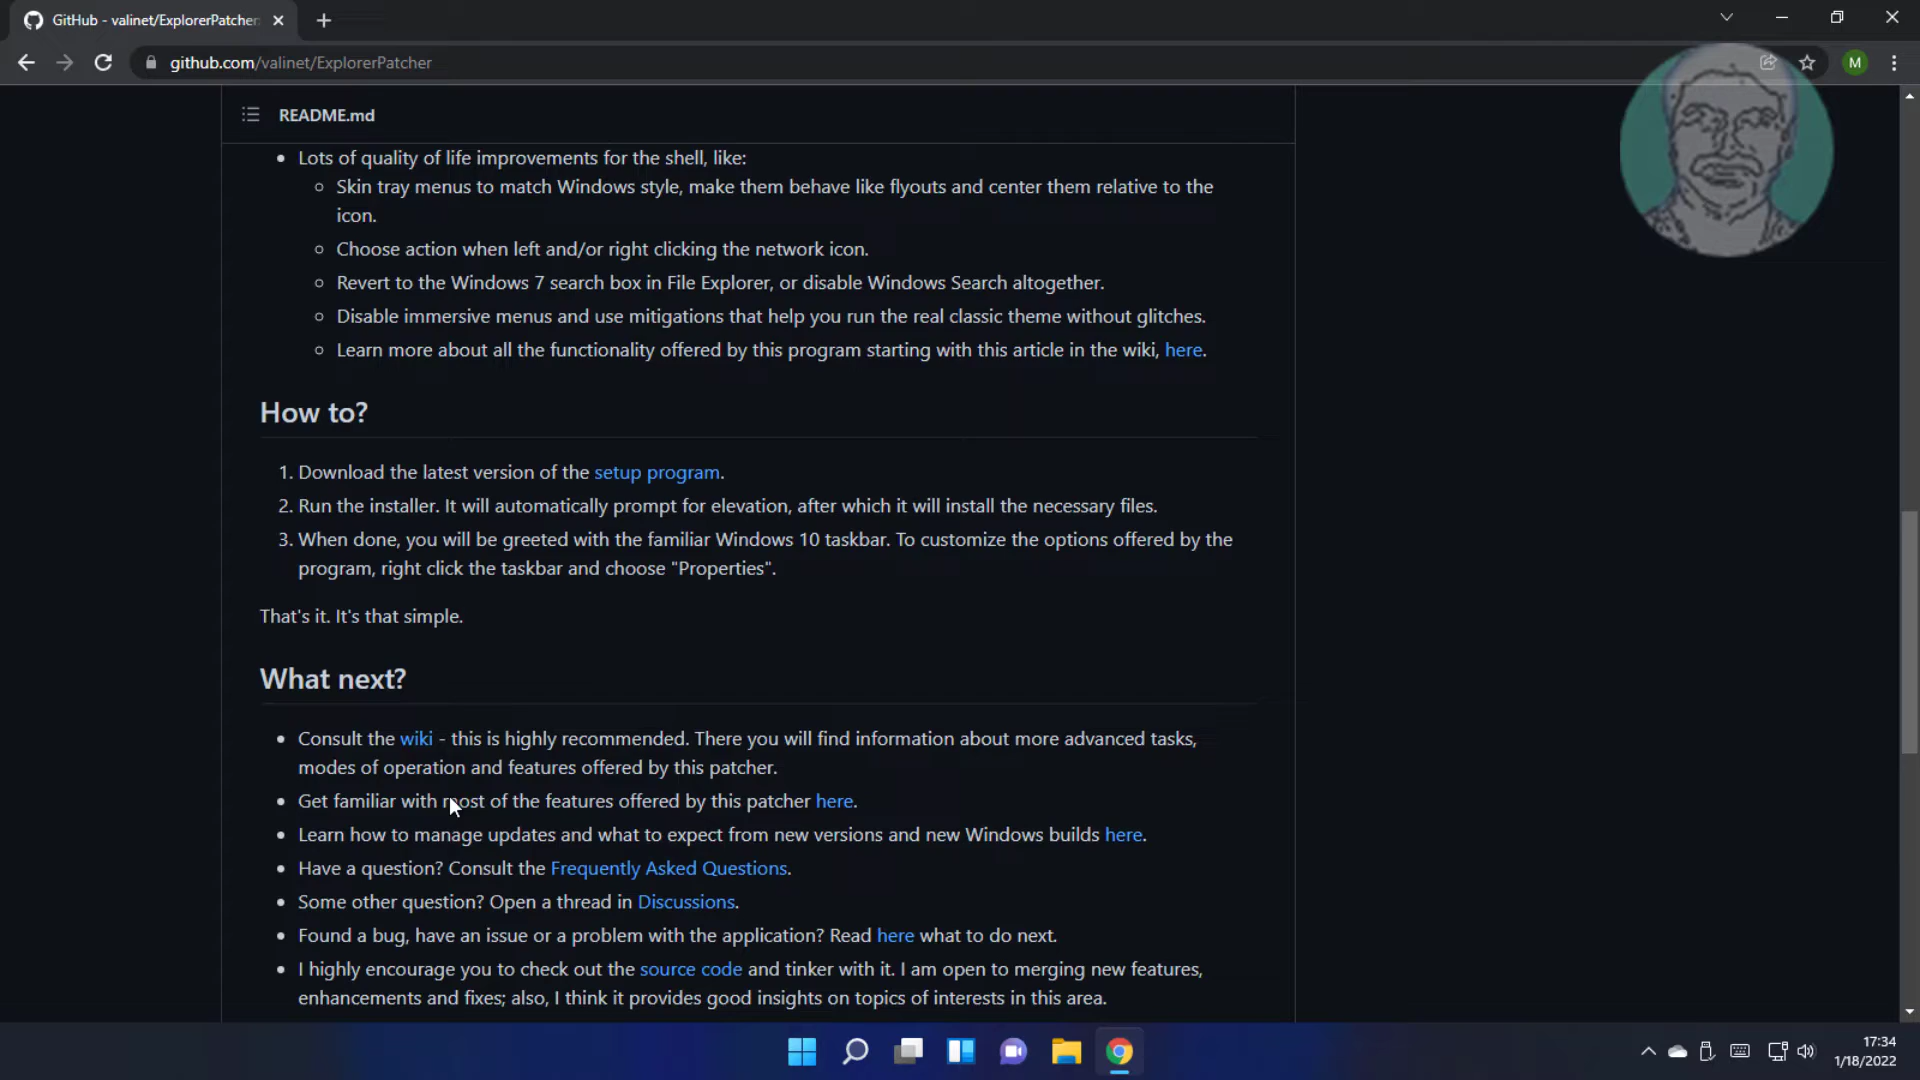 GitHub - valinet/ExplorerPatcher:
github.com/valinet/ExplorerPatcher
M
README.md
• Lots of quality of life improvements for the shell, like:
○ Skin tray menus to match Windows style, make them behave like flyouts and center them relative to the
icon.
○ Choose action when left and/or right clicking the network icon.
○ Revert to the Windows 7 search box in File Explorer, or disable Windows Search altogether.
○ Disable immersive menus and use mitigations that help you run the real classic theme without glitches.
○ Learn more about all the functionality offered by this program starting with this article in the wiki, here.
How to?
1. Download the latest version of the setup program.
2. Run the installer. It will automatically prompt for elevation, after which it will install the necessary files.
3. When done, you will be greeted with the familiar Windows 10 taskbar. To customize the options offered by the
program, right click the taskbar and choose "Properties".
That's it. It's that simple.
What next?
• Consult the wiki - this is highly recommended. There you will find information about more advanced tasks,
modes of operation and features offered by this patcher.
• Get familiar with most of the features offered by this patcher here.
• Learn how to manage updates and what to expect from new versions and new Windows builds here.
• Have a question? Consult the Frequently Asked Questions.
• Some other question? Open a thread in Discussions.
• Found a bug, have an issue or a problem with the application? Read here what to do next.
• I highly encourage you to check out the source code and tinker with it. I am open to merging new features,
enhancements and fixes; also, I think it provides good insights on topics of interests in this area.
17:34
1/18/2022